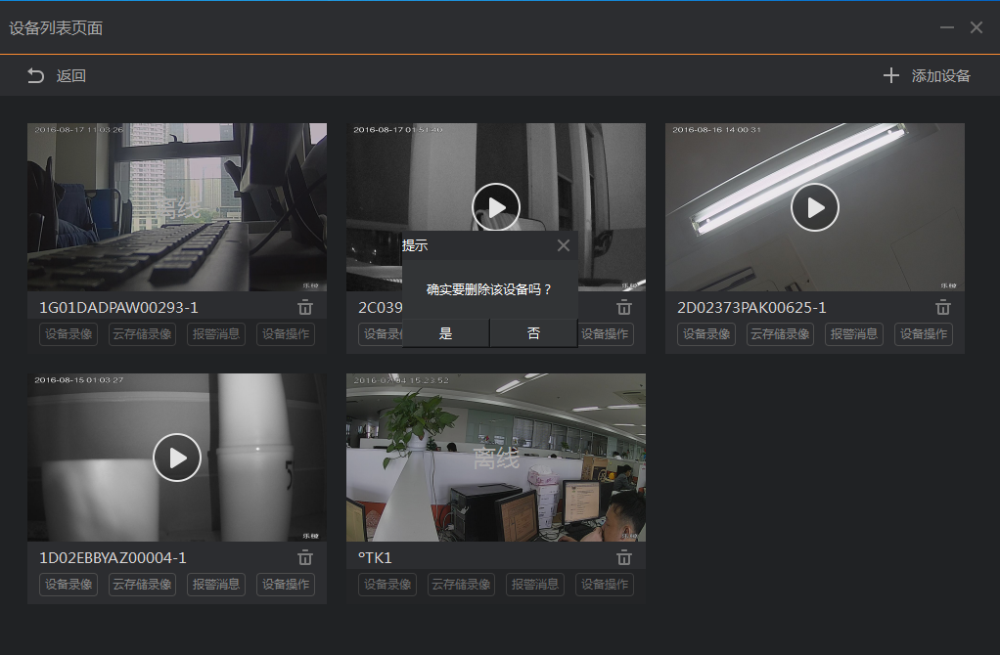 设备列表页面
返回
添加设备
2016-08-17 11:03:26
离线
乐橙
1G01DADPAW00293-1
设备录像 云存储录像 报警消息 设备操作
2016-08-17 01:51:40
提示
确实要删除该设备吗？
是 否
乐橙
2C039
设备录
设备操作
2016-08-16 14:00:31
乐橙
2D02373PAK00625-1
设备录像 云存储录像 报警消息 设备操作
2016-08-15 01:03:27
5
乐橙
1D02EBBYAZ00004-1
设备录像 云存储录像 报警消息 设备操作
2016-07-04 15:23:52
离线
乐橙
ºTK1
设备录像 云存储录像 报警消息 设备操作